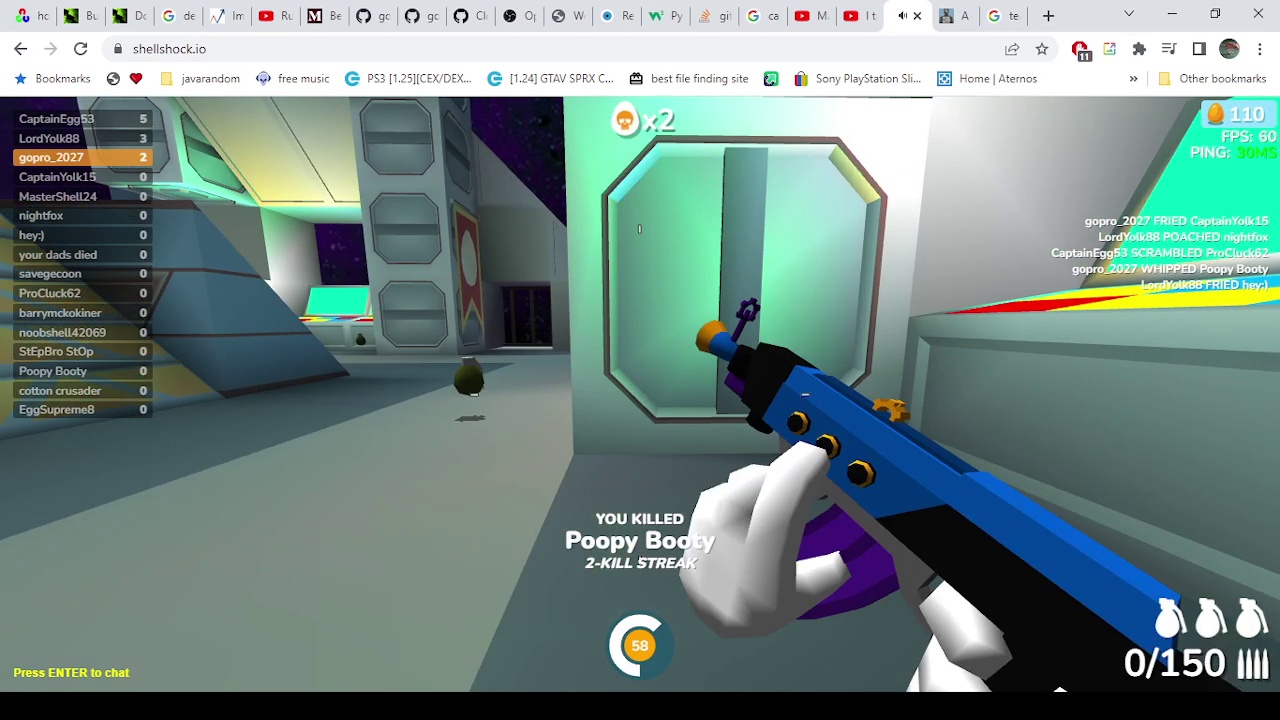 hc
Bu
Do
de
Im
Ru
Be
gc
gc
Cl
Op
W
Re
Py
git
ca
M
I t
A
te
shellshock.io
11
Bookmarks
javarandom
free music
PS3 [1.25](CEX/DEX...
[1.24] GTAV SPRX C...
best file finding site
Sony PlayStation Sli...
Home | Aternos
»
Other bookmarks
CaptainEgg53 5
LordYolk88 3
gopro_2027 2
CaptainYolk15 0
MasterShell24 0
nightfox 0
hey:) 0
your dads died 0
savegecoon 0
ProCluck62 0
barrymckokiner 0
noobshell42069 0
StEpBro StOp 0
Poopy Booty 0
cotton crusader 0
EggSupreme8 0
x2
110
FPS: 60
PING: 30MS
gopro_2027 FRIED CaptainYolk15
LordYolk88 POACHED nightfox
CaptainEgg53 SCRAMBLED ProCluck62
gopro_2027 WHIPPED Poopy Booty
LordYolk88 FRIED hey:)
YOU KILLED
Poopy Booty
2-KILL STREAK
58
0/150
Press ENTER to chat